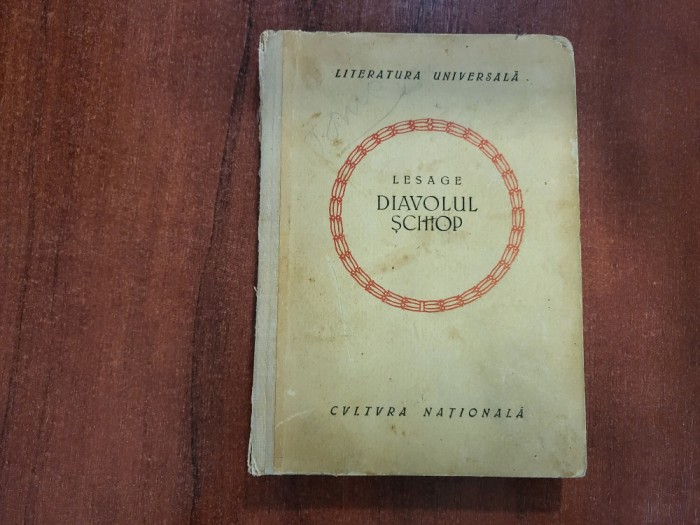 LITERATURA UNIVERSALĂ
LESAGE
DIAVOLUL
ȘCHIOP
CVLTVRA NAȚIONALĂ